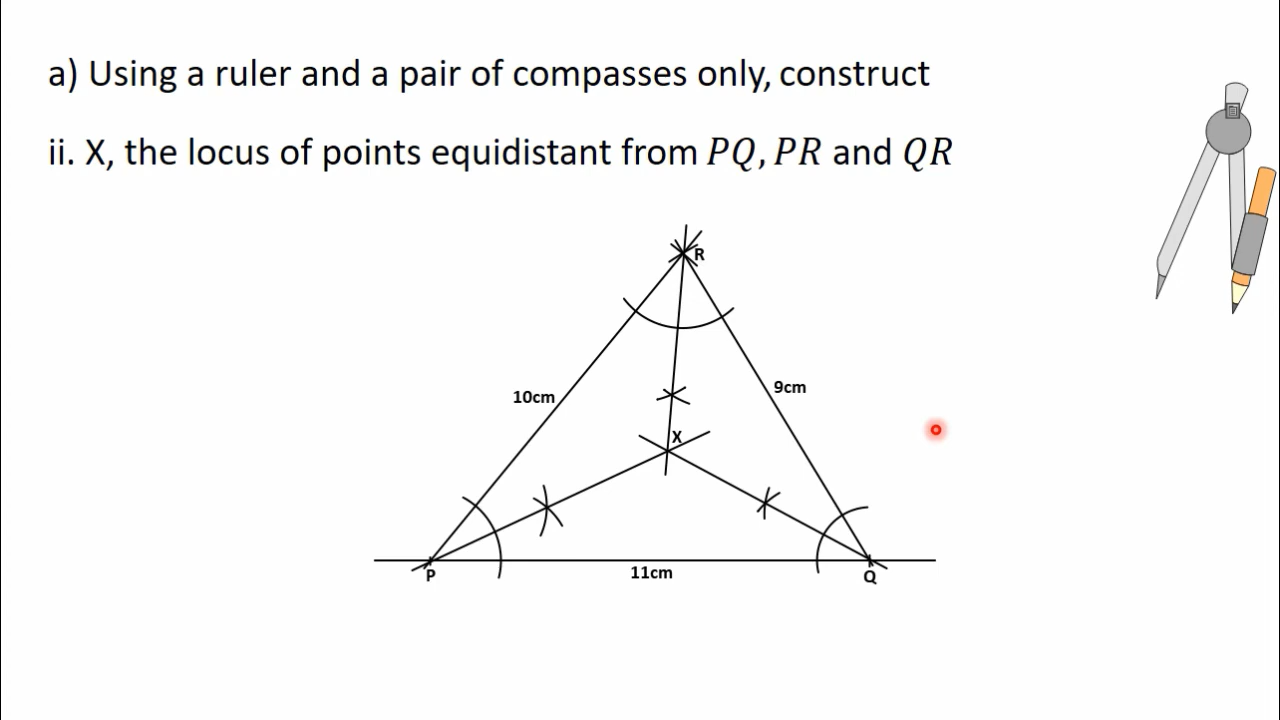 a) Using a ruler and a pair of compasses only, construct
ii. X, the locus of points equidistant from PQ, PR and QR
R
10cm
9cm
X
P
11cm
Q